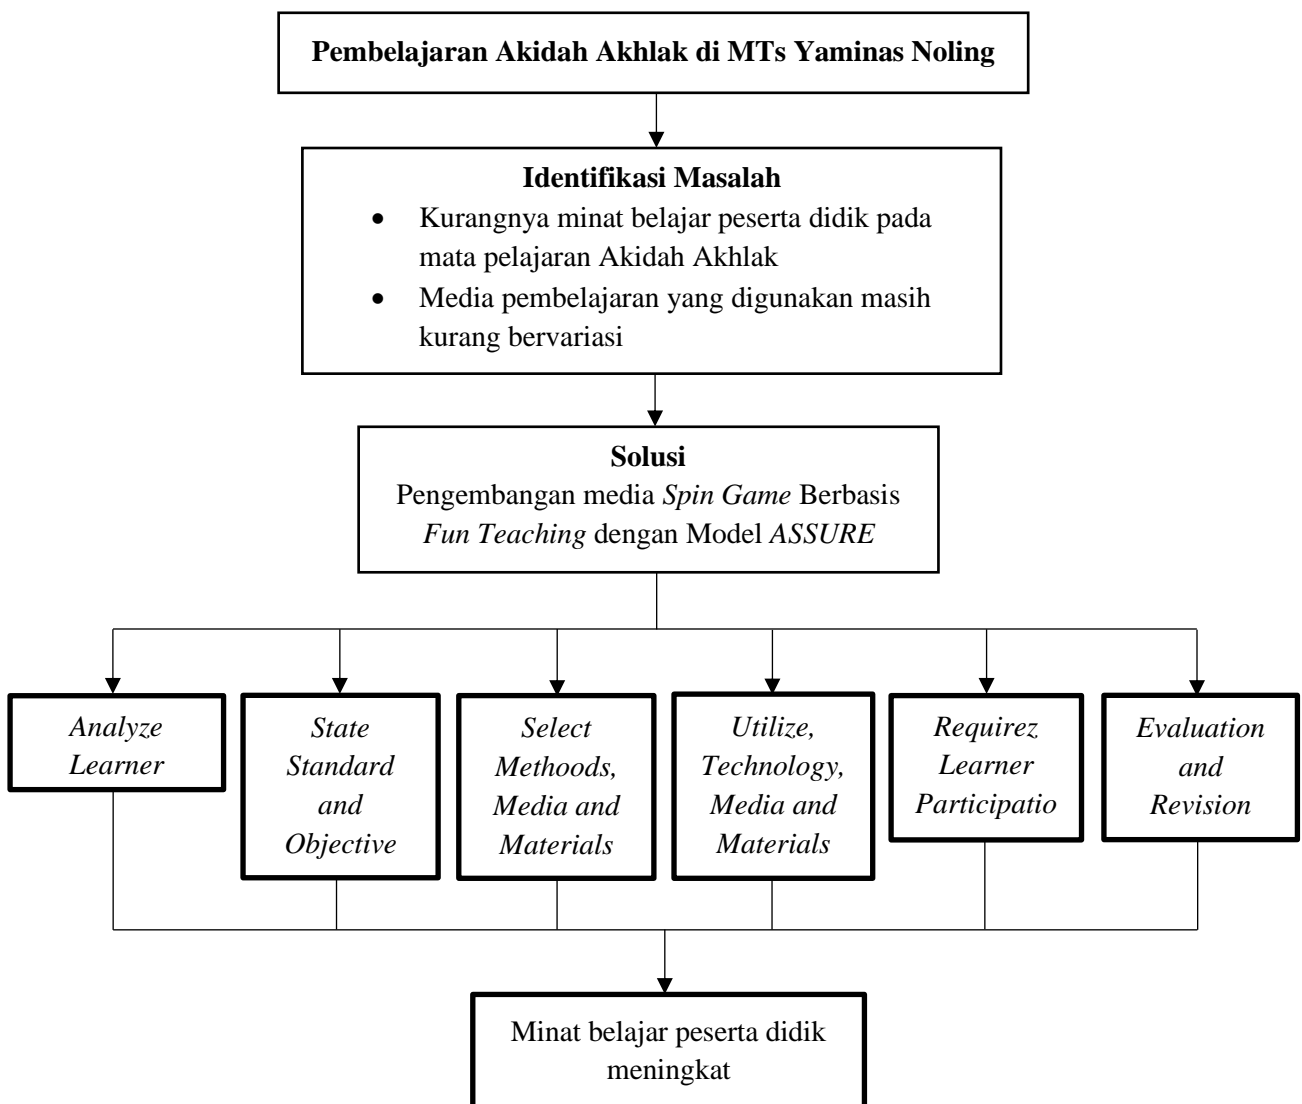 Pembelajaran Akidah Akhlak di MTs Yaminas Noling
Identifikasi Masalah
• Kurangnya minat belajar peserta didik pada
mata pelajaran Akidah Akhlak
• Media pembelajaran yang digunakan masih
kurang bervariasi
Solusi
Pengembangan media Spin Game Berbasis
Fun Teaching dengan Model ASSURE
Analyze
Learner
State
Standard
and
Objective
Select
Methoods,
Media and
Materials
Utilize,
Technology,
Media and
Materials
Requirez
Learner
Participatio
Evaluation
and
Revision
Minat belajar peserta didik
meningkat